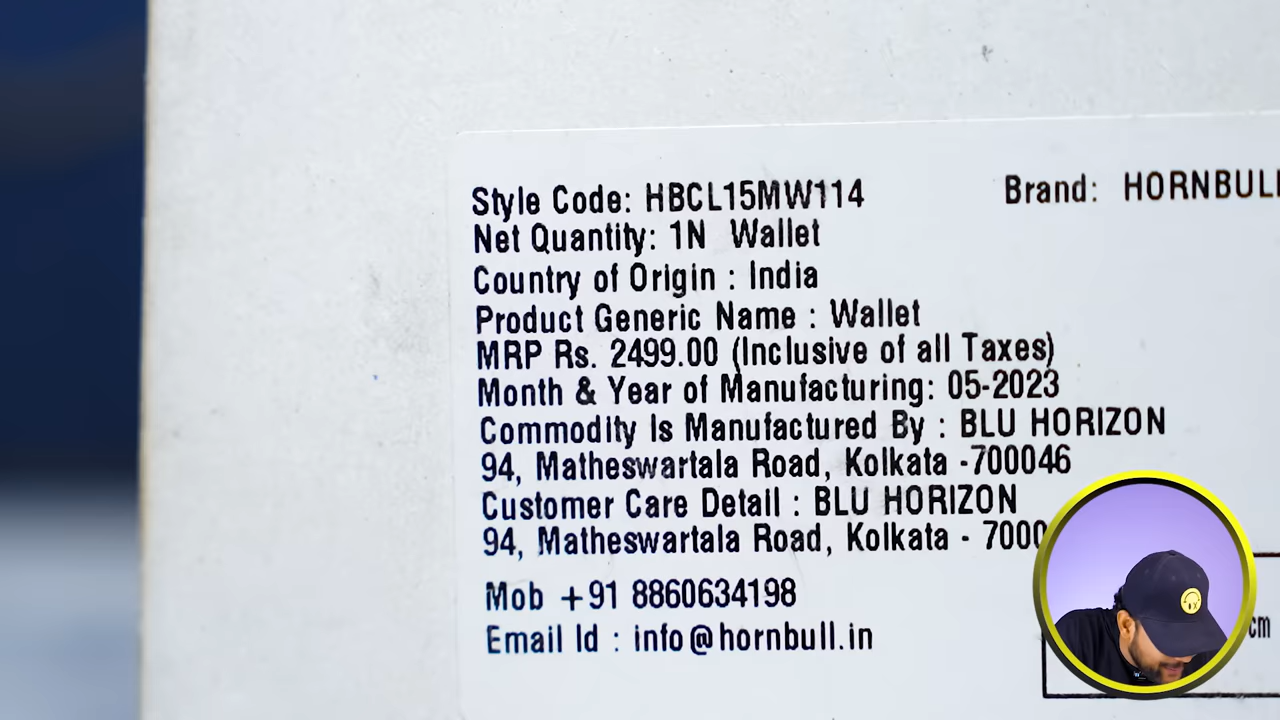 Style Code: HBCL15MW114 Brand: HORNBULL
Net Quantity: 1N Wallet
Country of Origin : India
Product Generic Name : Wallet
MRP Rs. 2499.00 (Inclusive of all Taxes)
Month & Year of Manufacturing: 05-2023
Commodity Is Manufactured By : BLU HORIZON
94, Matheswartala Road, Kolkata -700046
Customer Care Detail : BLU HORIZON
94, Matheswartala Road, Kolkata - 7000
Mob +91 8860634198
Email Id : info@hornbull.in
cm